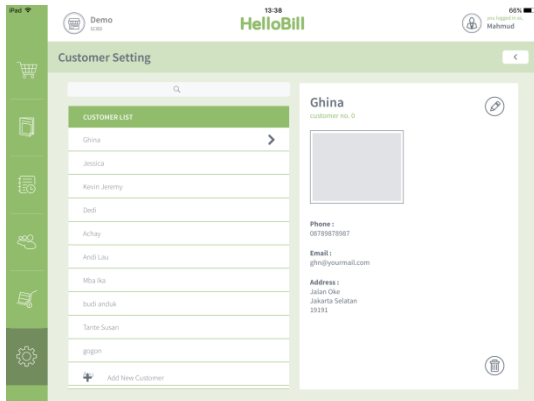 iPad
13:38
66%
Demo
SCBD
HelloBill
you logged in as,
Mahmud
Customer Setting
CUSTOMER LIST
Ghina
Jessica
Kevin Jeremy
Dedi
Achay
Andi Lau
Mba Ika
budi anduk
Tante Susan
gogon
Add New Customer
Ghina
customer no. 0
Phone :
08789878987
Email :
ghn@yourmail.com
Address :
Jalan Oke
Jakarta Selatan
19191